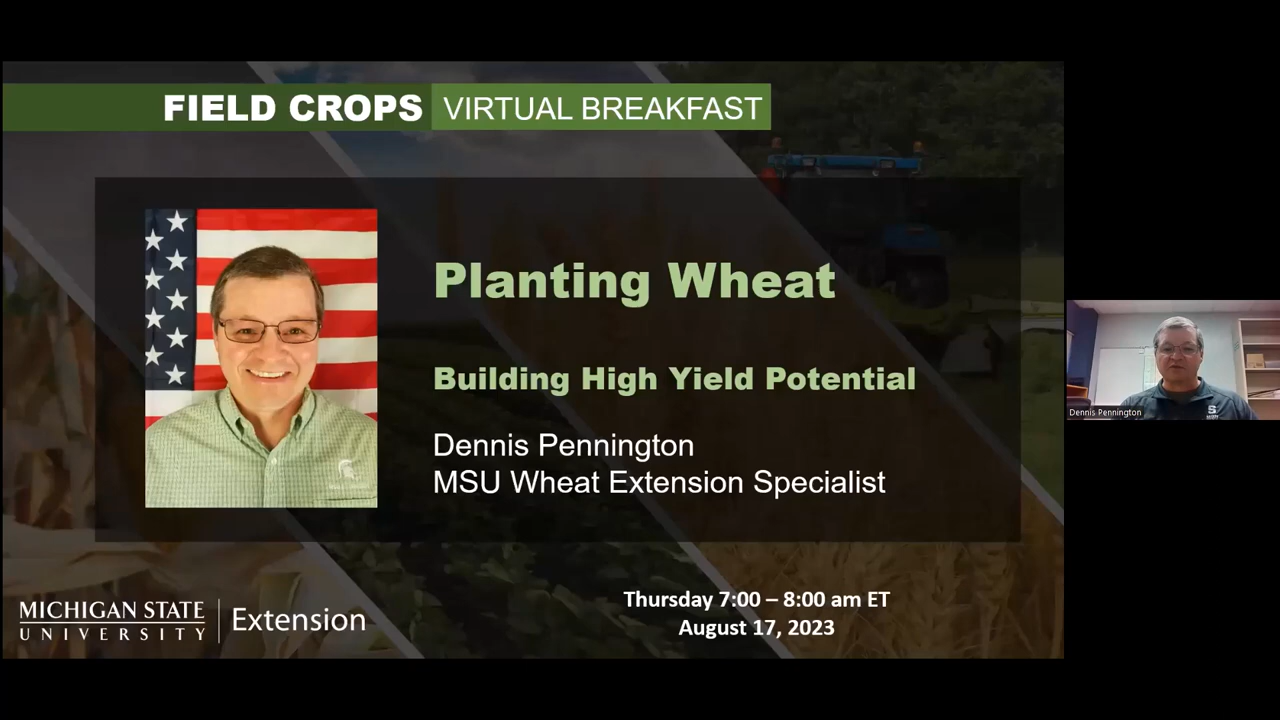 FIELD CROPS VIRTUAL BREAKFAST
Planting Wheat
Building High Yield Potential
Dennis Pennington
MSU Wheat Extension Specialist
Dennis Pennington
MICHIGAN STATE
UNIVERSITY
Extension
Thursday 7:00 – 8:00 am ET
August 17, 2023